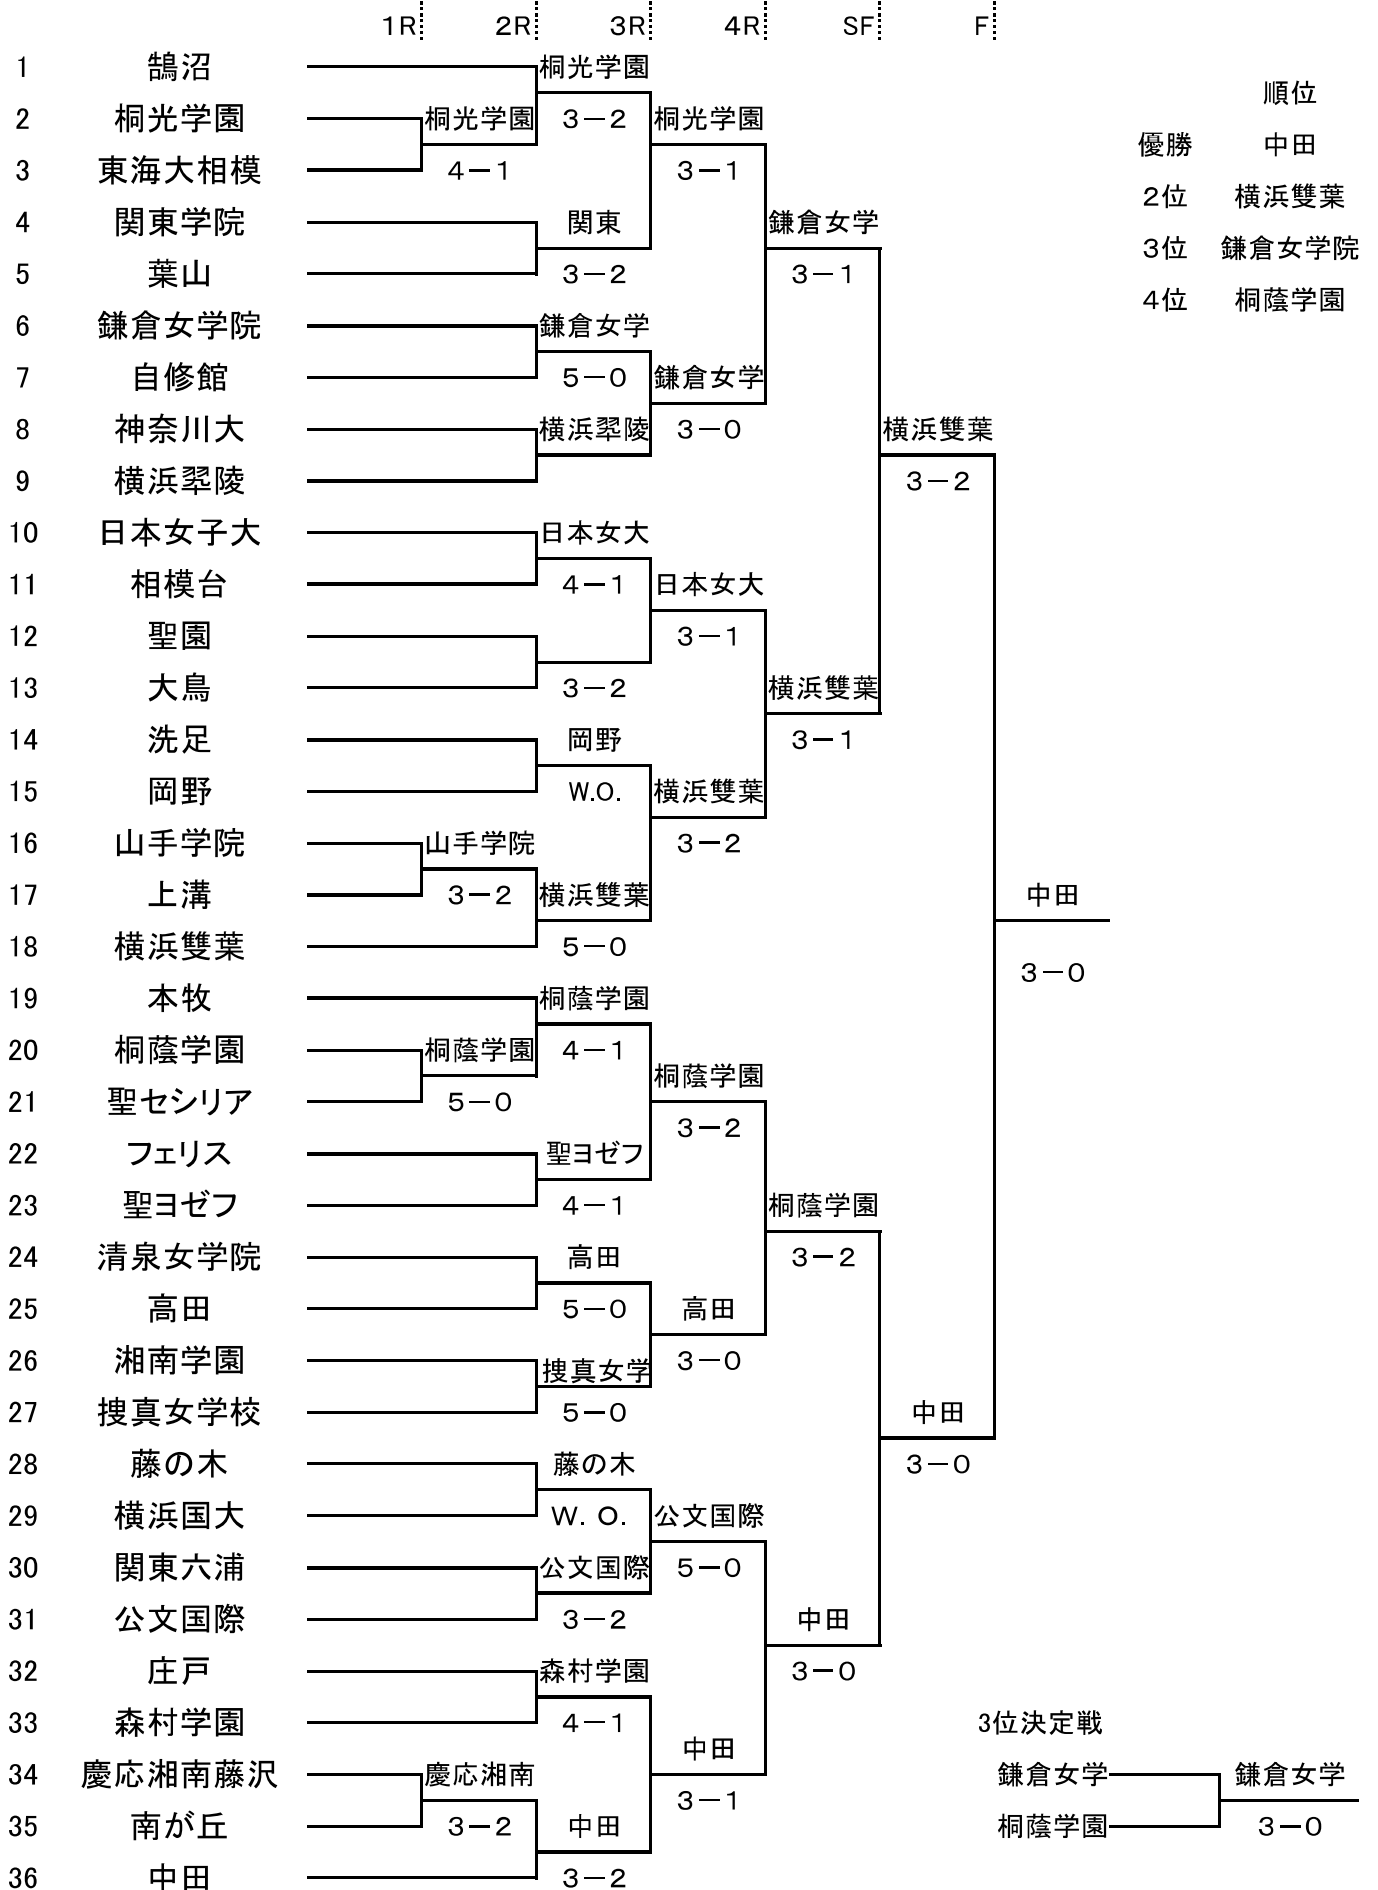 1R 2R 3R 4R SF F
1 鵠沼 桐光学園
順位
2 桐光学園 桐光学園 3－2 桐光学園
優勝 中田
3 東海大相模 4－1 3－1
2位 横浜雙葉
4 関東学院 関東 鎌倉女学
3位 鎌倉女学院
5 葉山 3－2 3－1
4位 桐蔭学園
6 鎌倉女学院 鎌倉女学
7 自修館 5－0 鎌倉女学
8 神奈川大 横浜翠陵 3－0 横浜雙葉
9 横浜翠陵 3－2
10 日本女子大 日本女大
11 相模台 4－1 日本女大
12 聖園 3－1
13 大鳥 3－2 横浜雙葉
14 洗足 岡野 3－1
15 岡野 W.O. 横浜雙葉
16 山手学院 山手学院 3－2
17 上溝 3－2 横浜雙葉 中田
18 横浜雙葉 5－0
3－0
19 本牧 桐蔭学園
20 桐蔭学園 桐蔭学園 4－1
桐蔭学園
21 聖セシリア 5－0
3－2
22 フェリス 聖ヨゼフ
23 聖ヨゼフ 4－1 桐蔭学園
24 清泉女学院 高田 3－2
25 高田 5－0 高田
26 湘南学園 捜真女学 3－0
27 捜真女学校 5－0 中田
28 藤の木 藤の木 3－0
29 横浜国大 W. O. 公文国際
30 関東六浦 公文国際 5－0
31 公文国際 3－2 中田
32 庄戸 森村学園 3－0
33 森村学園 4－1 3位決定戦
中田
34 慶応湘南藤沢 慶応湘南 鎌倉女学 鎌倉女学
3－1
35 南が丘 3－2 中田 桐蔭学園 3－0
36 中田 3－2